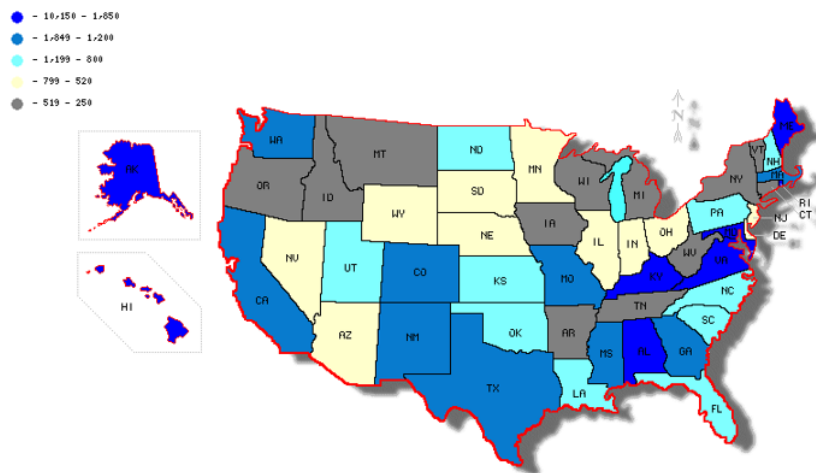 - 10,150 - 1,850
- 1,849 - 1,200
- 1,199 - 800
- 799 - 520
- 519 - 250
N
N
WA
MT
ND
MN
ME
VT
NH
AK
OR
ID
SD
WI
MI
NY
MA
WY
RI
CT
PA
IA
NE
NJ
OH
IL
IN
DE
NV
UT
CO
WV
VA
KS
MO
KY
CA
NC
HI
TN
OK
AR
SC
AZ
NM
MS
AL
GA
TX
LA
FL